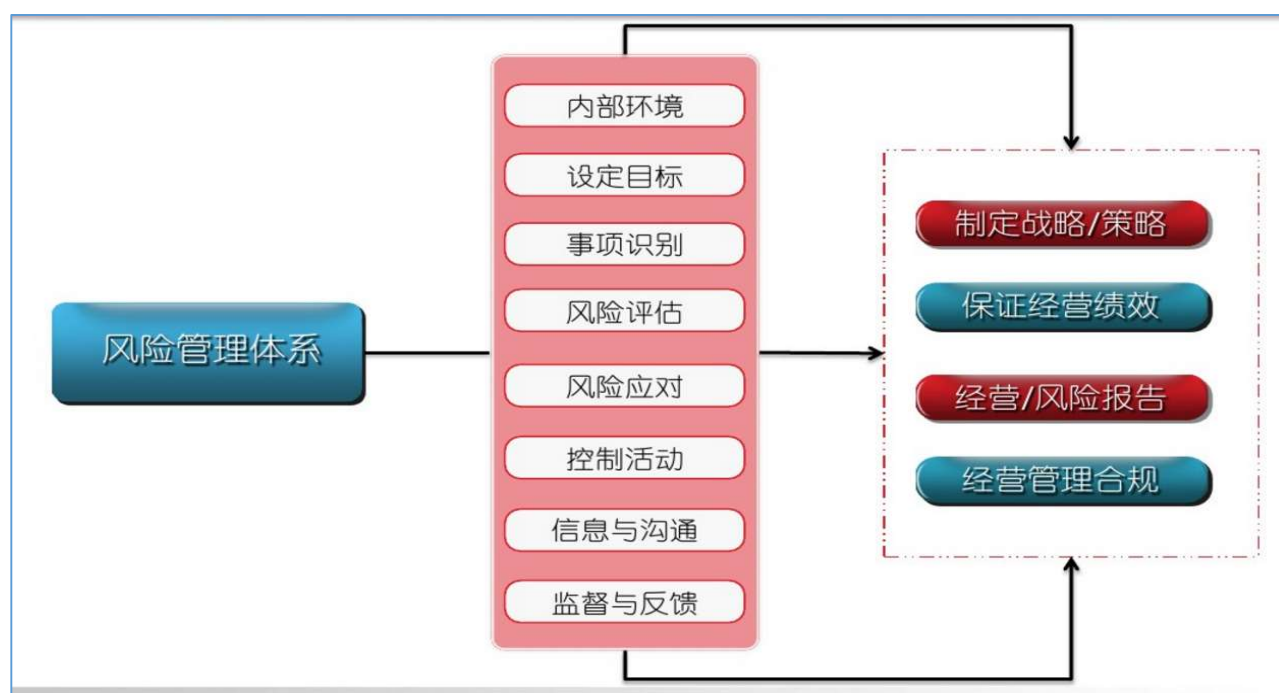 风险管理体系
内部环境
设定目标
事项识别
风险评估
风险应对
控制活动
信息与沟通
监督与反馈
制定战略/策略
保证经营绩效
经营/风险报告
经营管理合规